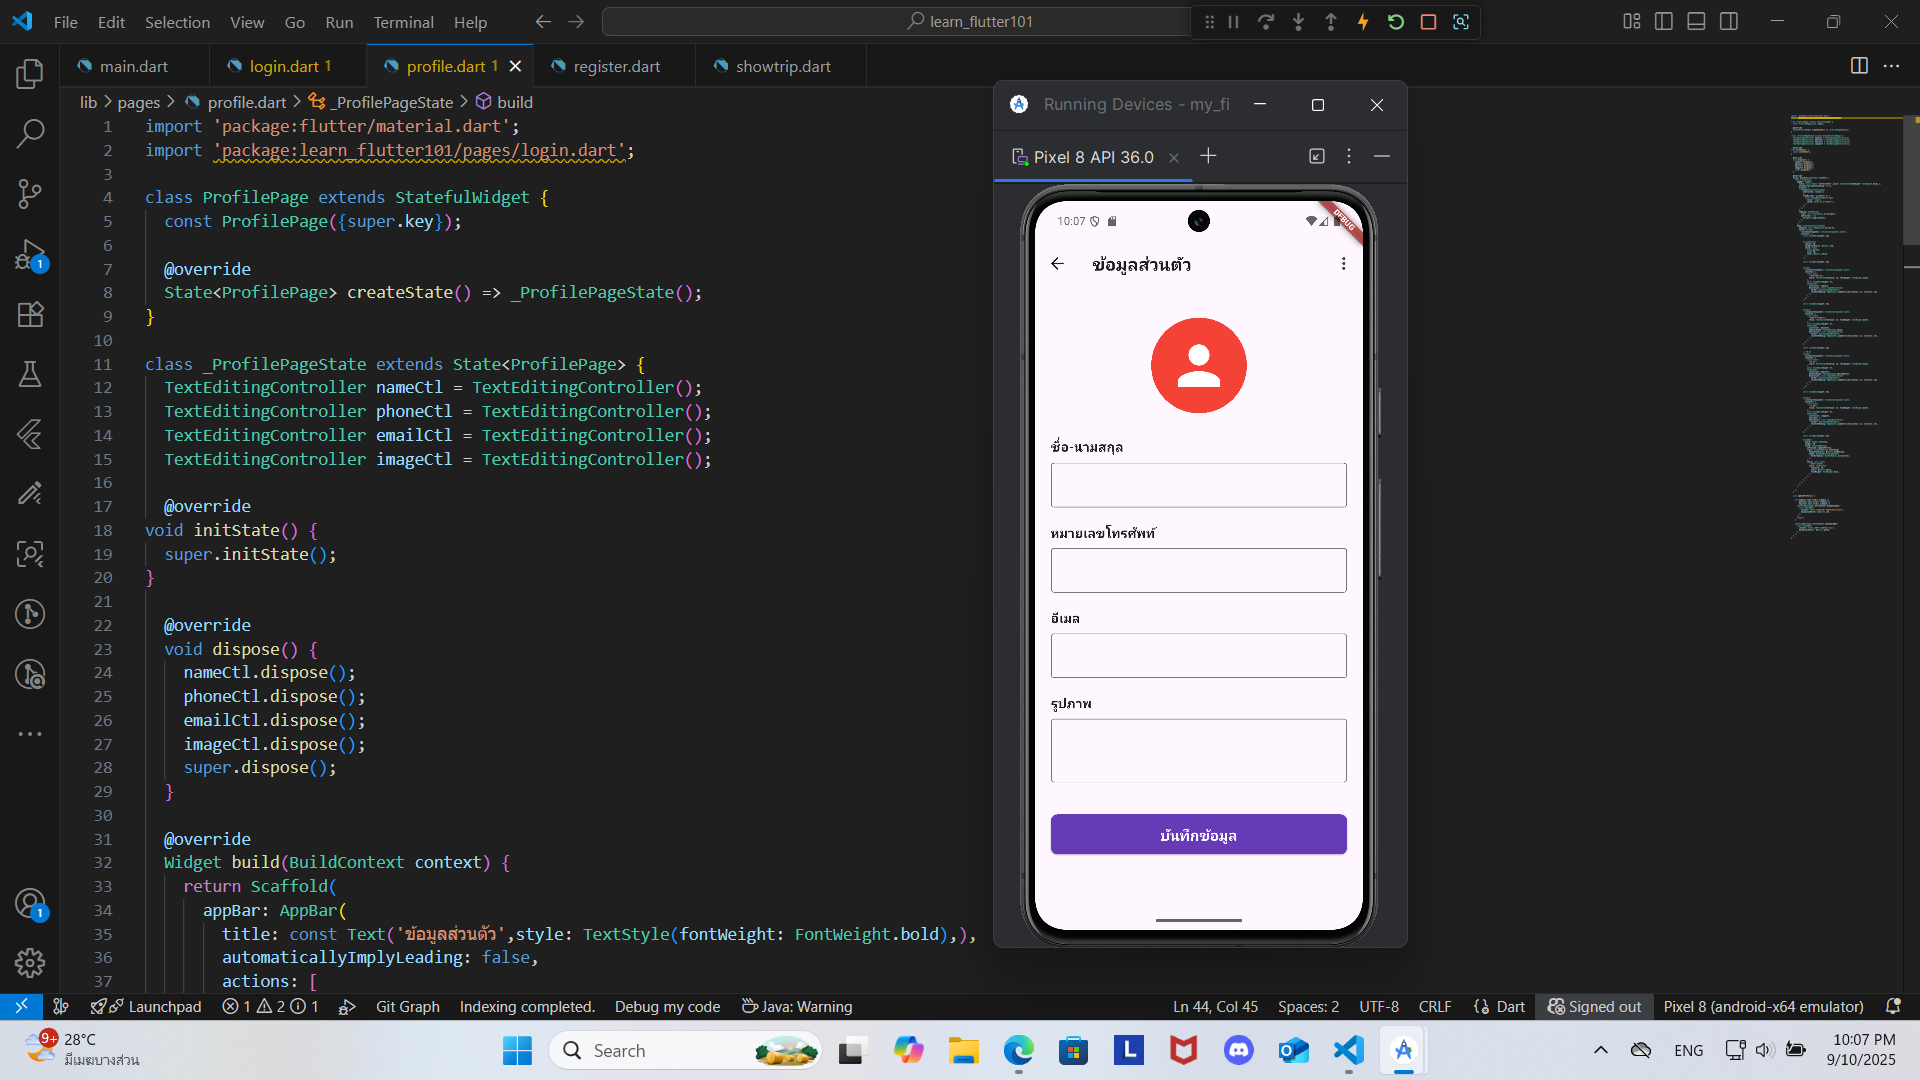 File Edit Selection View Go Run Terminal Help
learn_flutter101
main.dart
login.dart 1
profile.dart 1
register.dart
showtrip.dart
lib > pages > profile.dart > _ProfilePageState > build
1 import 'package:flutter/material.dart';
2 import 'package:learn_flutter101/pages/login.dart';
3
4 class ProfilePage extends StatefulWidget {
5 const ProfilePage({super.key});
6
7 @override
8 State<ProfilePage> createState() => _ProfilePageState();
9 }
10
11 class _ProfilePageState extends State<ProfilePage> {
12 TextEditingController nameCtl = TextEditingController();
13 TextEditingController phoneCtl = TextEditingController();
14 TextEditingController emailCtl = TextEditingController();
15 TextEditingController imageCtl = TextEditingController();
16
17 @override
18 void initState() {
19 super.initState();
20 }
21
22 @override
23 void dispose() {
24 nameCtl.dispose();
25 phoneCtl.dispose();
26 emailCtl.dispose();
27 imageCtl.dispose();
28 super.dispose();
29 }
30
31 @override
32 Widget build(BuildContext context) {
33 return Scaffold(
34 appBar: AppBar(
35 title: const Text('ข้อมูลส่วนตัว',style: TextStyle(fontWeight: FontWeight.bold),),
36 automaticallyImplyLeading: false,
37 actions: [
Running Devices - my_fi
Pixel 8 API 36.0
10:07
DEBUG
ข้อมูลส่วนตัว
ชื่อ-นามสกุล
หมายเลขโทรศัพท์
อีเมล
รูปภาพ
บันทึกข้อมูล
1
1
Launchpad 1 2 1 Git Graph Indexing completed. Debug my code Java: Warning
Ln 44, Col 45 Spaces: 2 UTF-8 CRLF Dart Signed out Pixel 8 (android-x64 emulator)
9+
28°C
มีเมฆบางส่วน
Search
L
ENG
10:07 PM
9/10/2025